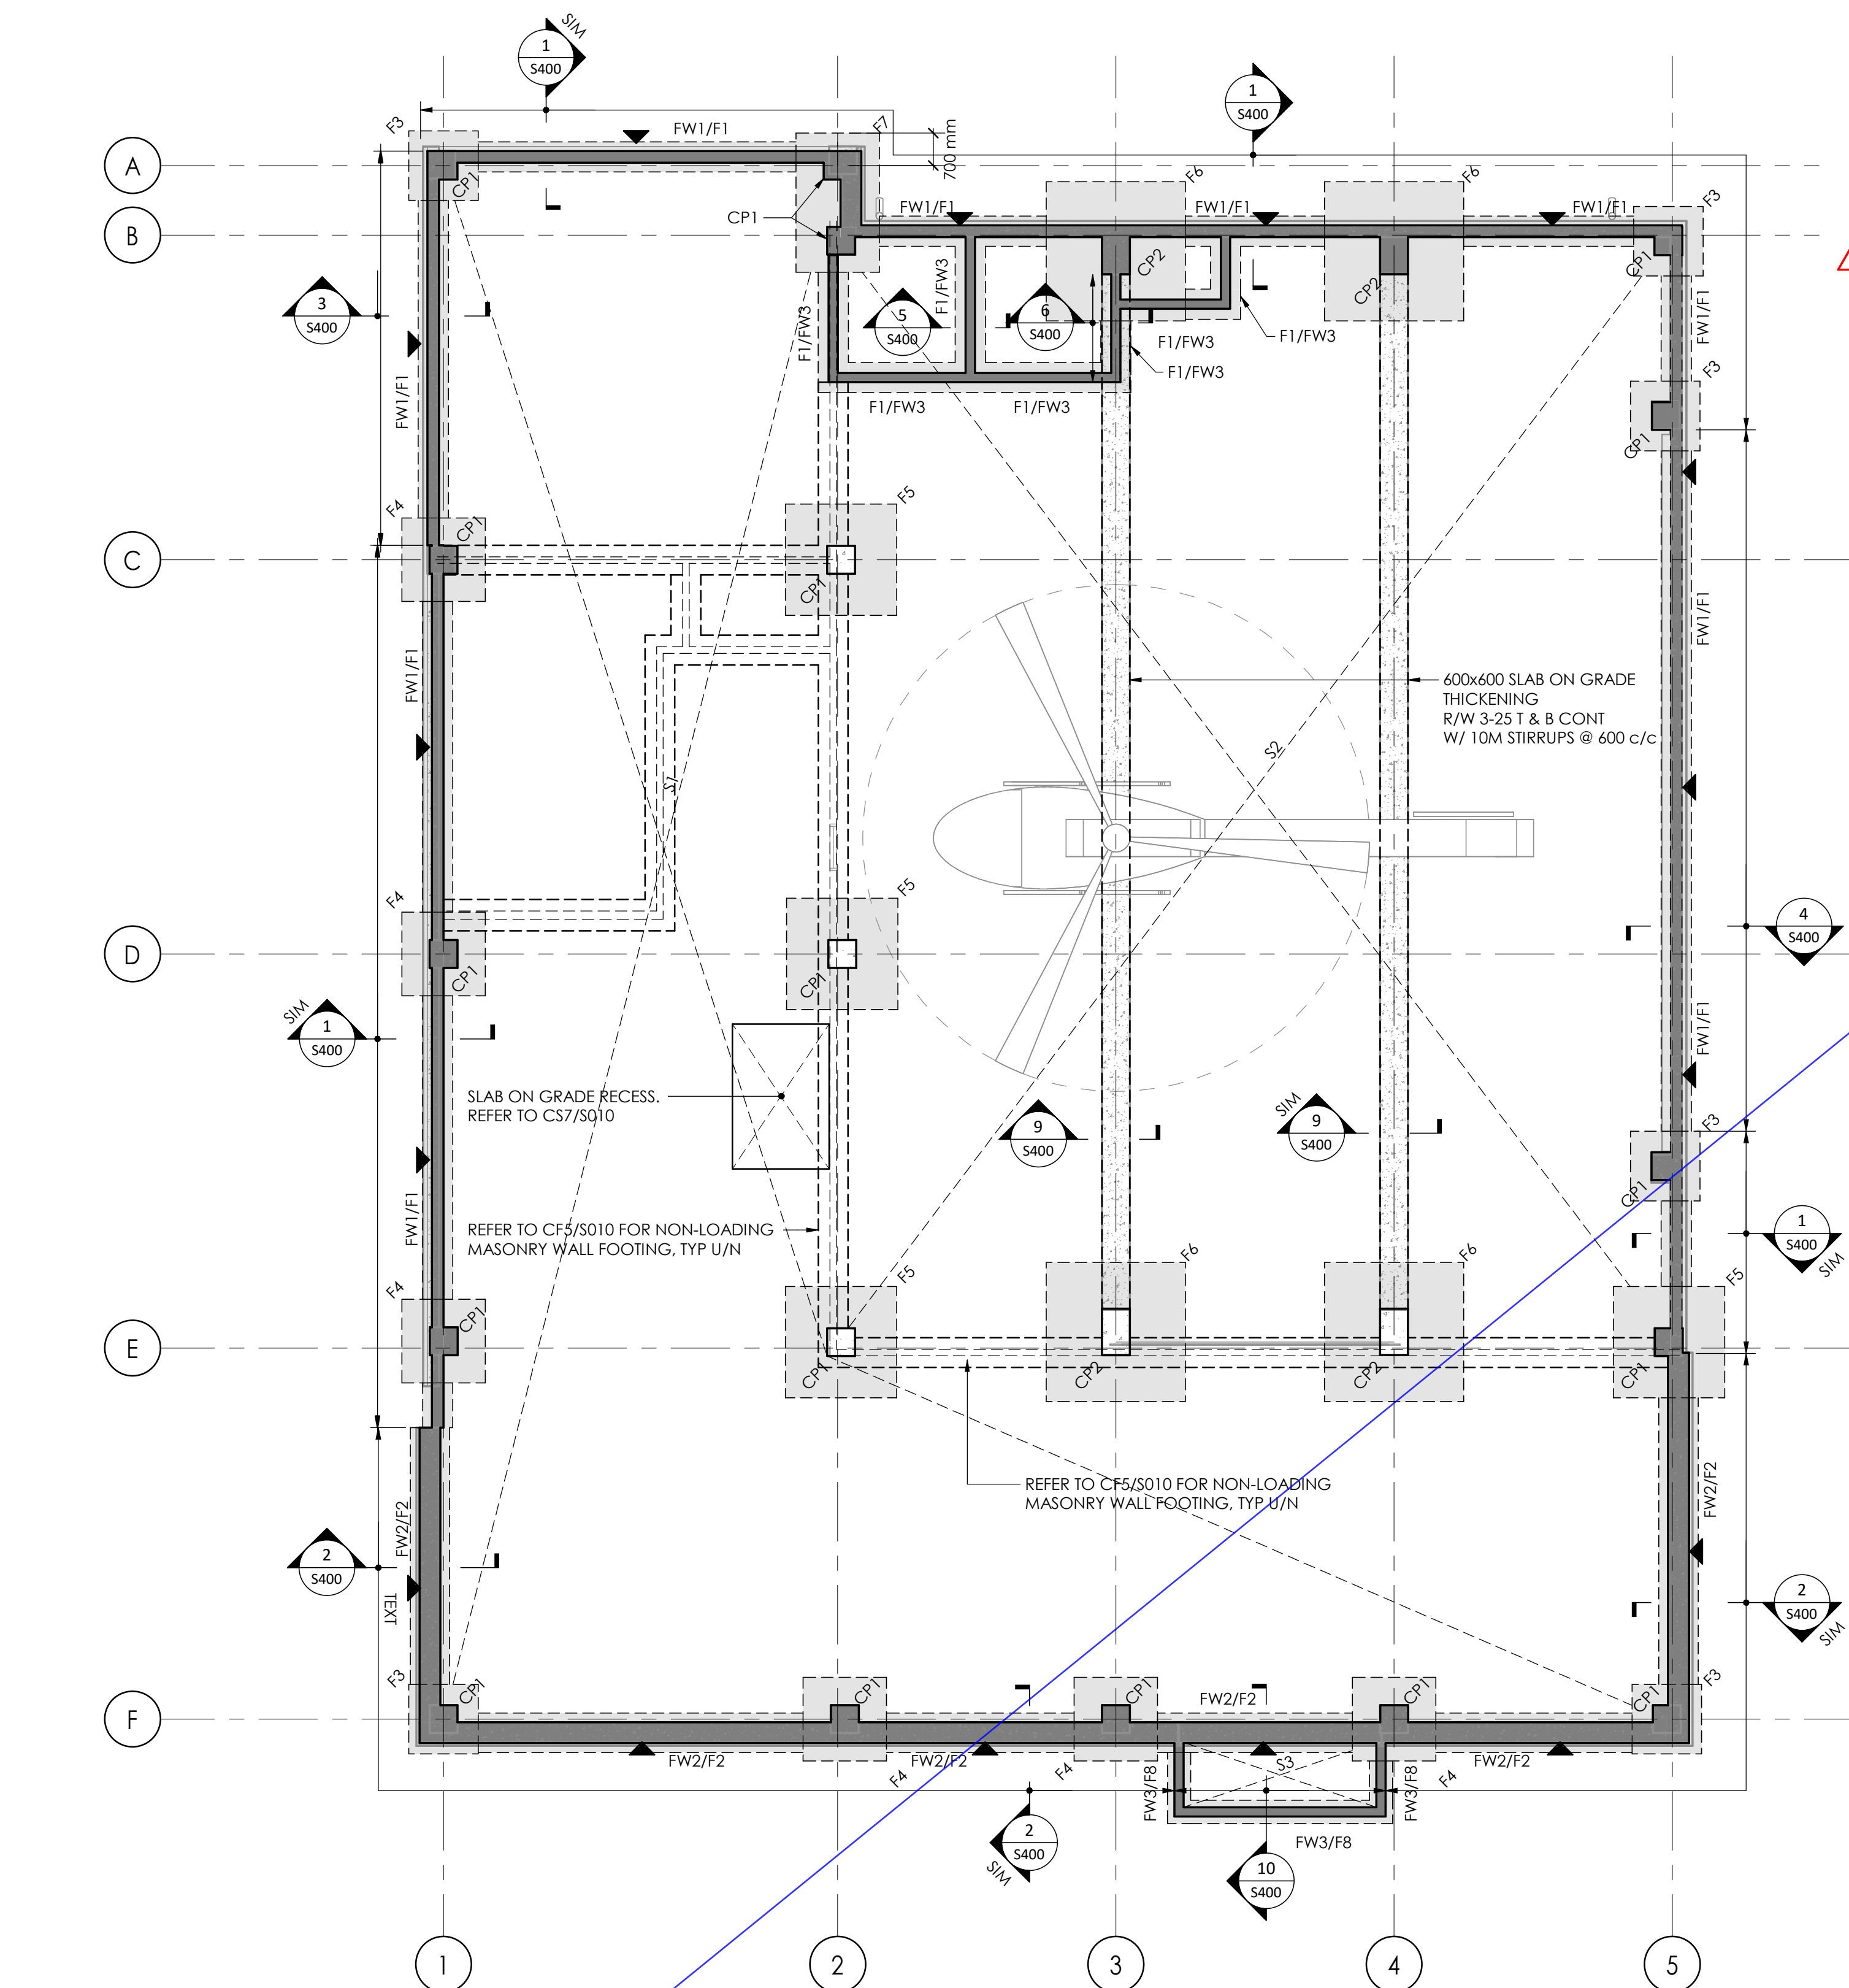 1
S400
SIM
1
S400
F3
FW1/F1
F7
700 mm
A
CP1
F6
F6
CP1
FW1/F1
FW1/F1
FW1/F1
F3
B
CP2
CP2
CP1
3
S400
F1/FW3
5
S400
F1/FW3
6
S400
F1/FW3
F1/FW3
F1/FW3
FW1/F1
FW1/F1
F1/FW3
F1/FW3
F3
CP1
F4
CP1
F5
C
CP1
FW1/F1
FW1/F1
600x600 SLAB ON GRADE
THICKENING
R/W 3-25 T & B CONT
W/ 10M STIRRUPS @ 600 c/c
S1
S2
F4
F5
4
S400
D
CP1
CP1
SIM
1
S400
FW1/F1
SLAB ON GRADE RECESS.
REFER TO CS7/S010
9
S400
SIM
9
S400
F3
CP1
FW1/F1
REFER TO CF5/S010 FOR NON-LOADING
MASONRY WALL FOOTING, TYP U/N
1
S400
SIM
F4
CP1
F5
F6
F6
F5
E
CP1
CP2
CP2
CP1
REFER TO CF5/S010 FOR NON-LOADING
MASONRY WALL FOOTING, TYP U/N
FW2/F2
FW2/F2
2
S400
TEXT
2
S400
SIM
F3
CP1
CP1
CP1
FW2/F2
CP1
CP1
F3
F
FW2/F2
FW2/F2
S3
FW2/F2
F4
F4
FW3/F8
FW3/F8
F4
2
S400
SIM
FW3/F8
10
S400
1
2
3
4
5